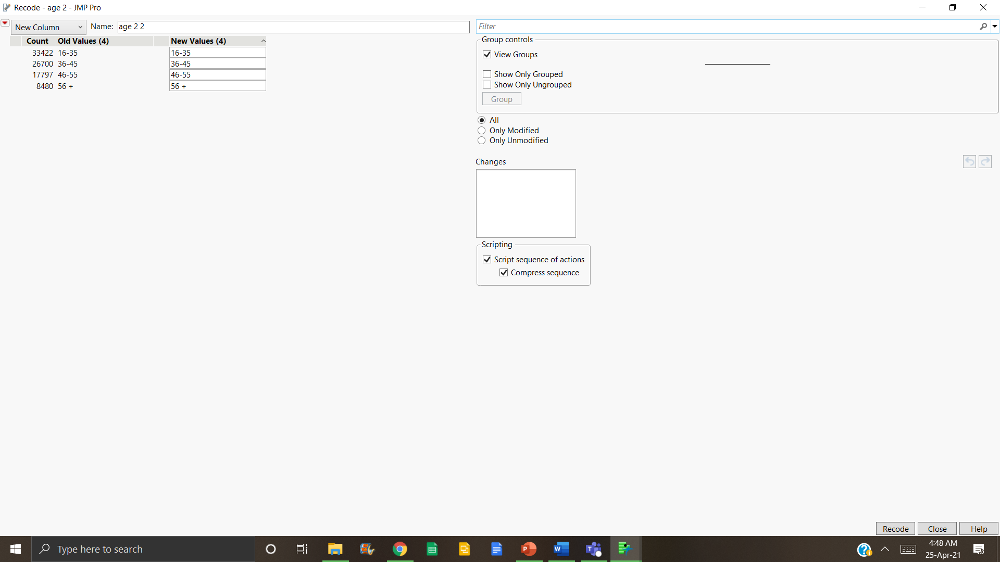 Recode - age 2 - JMP Pro
New Column
Name:
age 2 2
Filter
Count Old Values (4) New Values (4)
33422 16-35 16-35
26700 36-45 36-45
17797 46-55 46-55
8480 56 + 56 +
Group controls
View Groups
Show Only Grouped
Show Only Ungrouped
Group
All
Only Modified
Only Unmodified
Changes
Scripting
Script sequence of actions
Compress sequence
Recode Close Help
Type here to search
4:48 AM
25-Apr-21